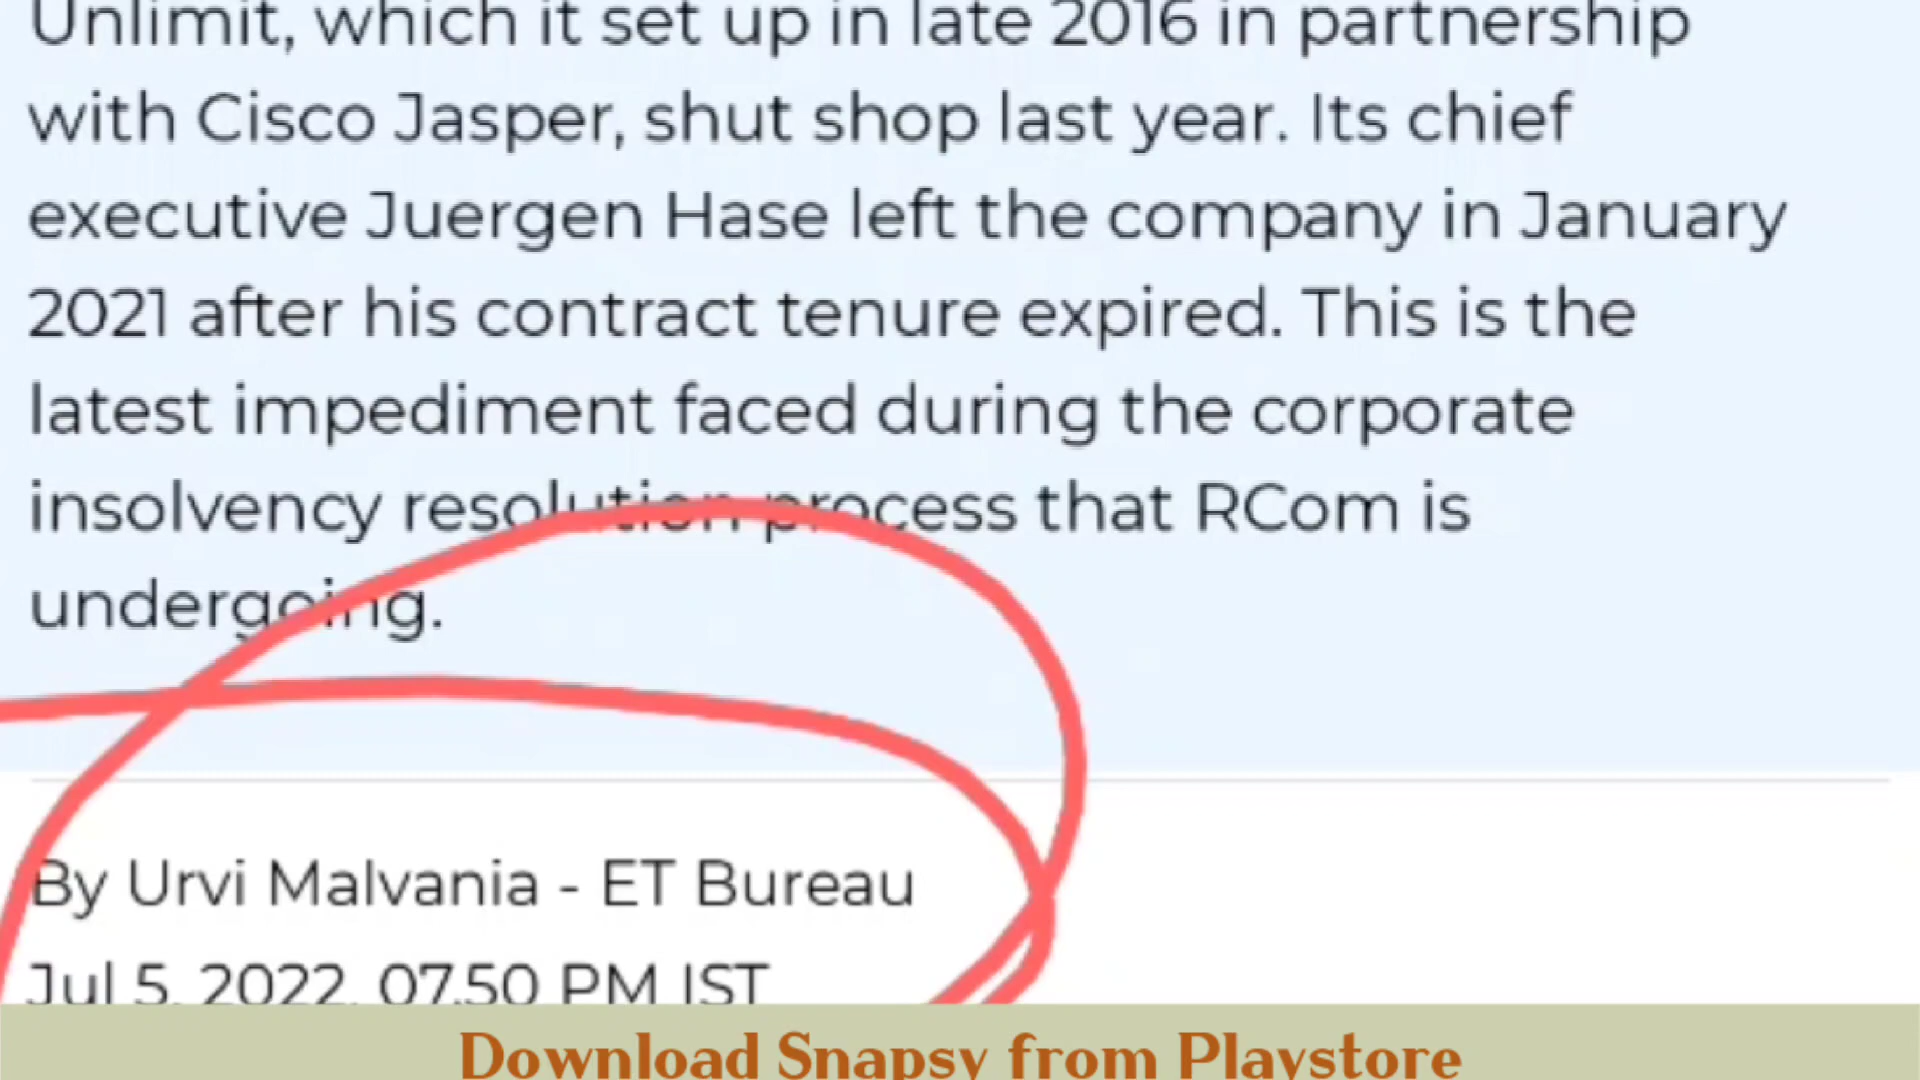 Unlimit, which it set up in late 2016 in partnership
with Cisco Jasper, shut shop last year. Its chief
executive Juergen Hase left the company in January
2021 after his contract tenure expired. This is the
latest impediment faced during the corporate
insolvency resolution process that RCom is
undergoing.
By Urvi Malvania - ET Bureau
Jul 5, 2022, 07.50 PM IST
Download Snapsy from Playstore